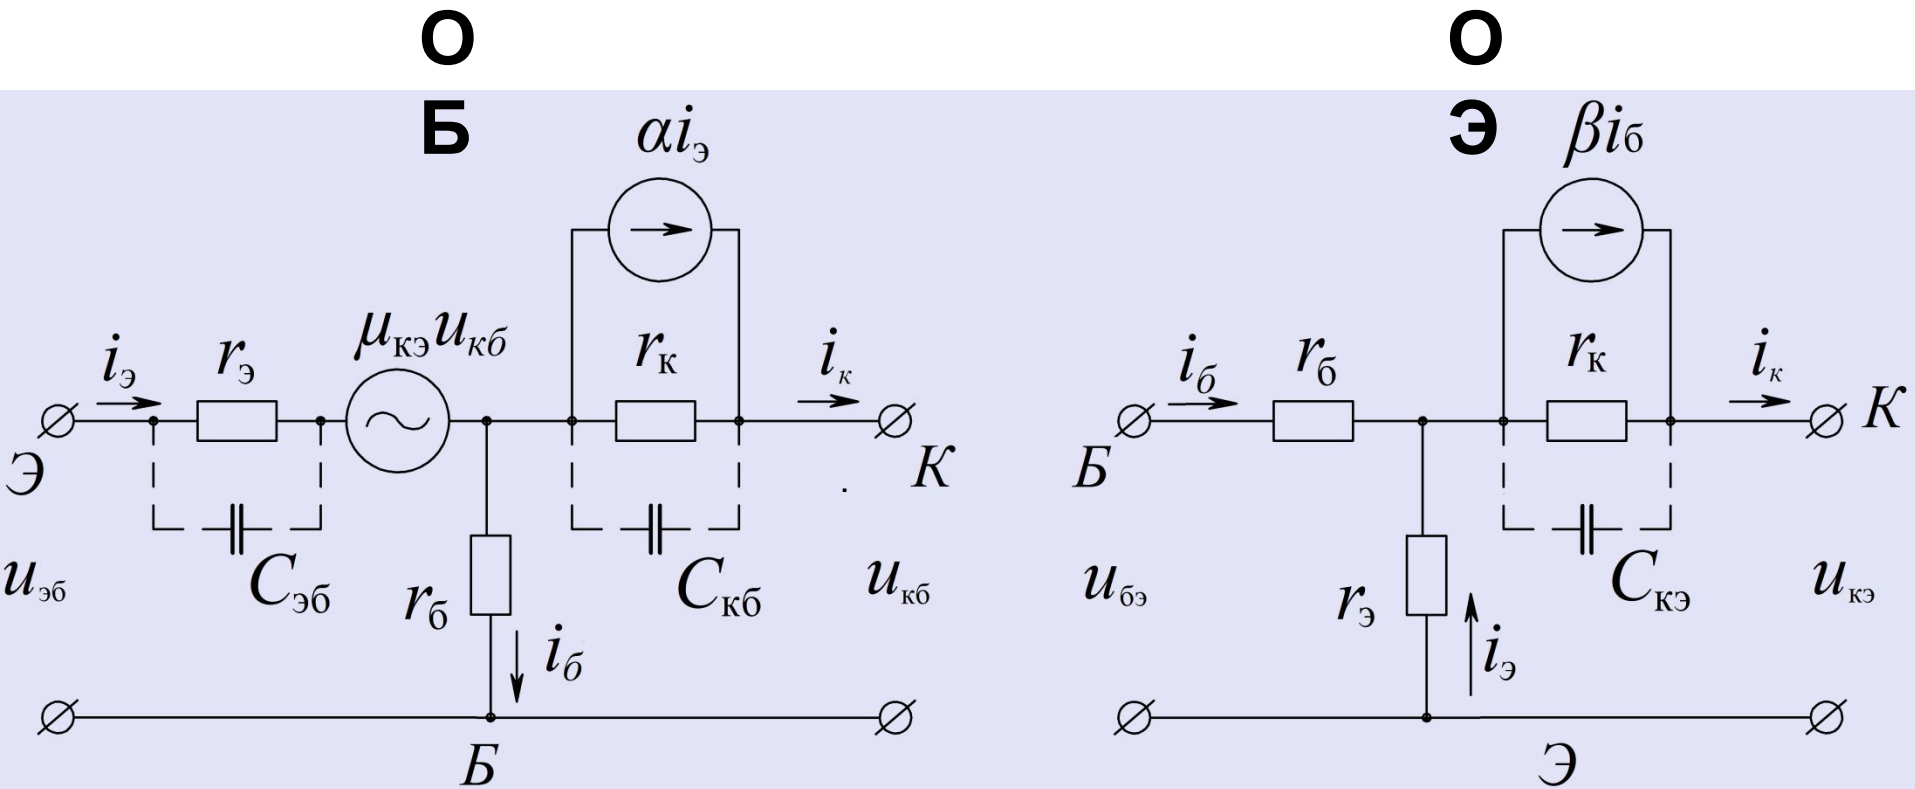 О
Б
αiэ
iэ
rэ
μкэuкб
rк
iк
Э
К
Cэб
Cкб
uэб
rб
iб
uкб
Б
О
Э
βiб
iб
rб
rк
iк
К
Б
Cкэ
uбэ
rэ
iэ
uкэ
Э